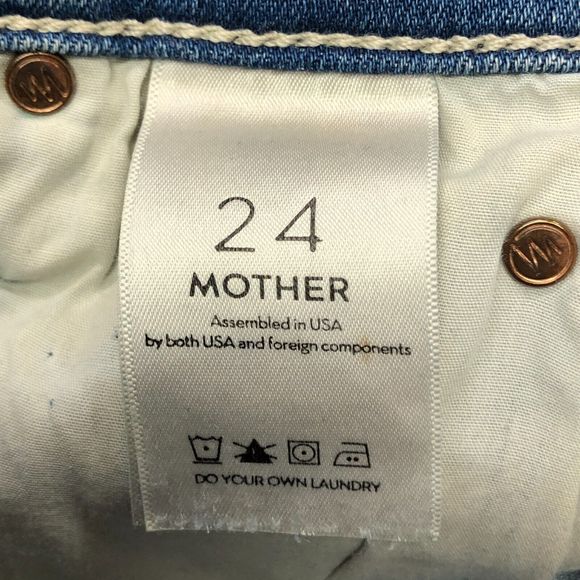 24
MOTHER
Assembled in USA
by both USA and foreign components
DO YOUR OWN LAUNDRY